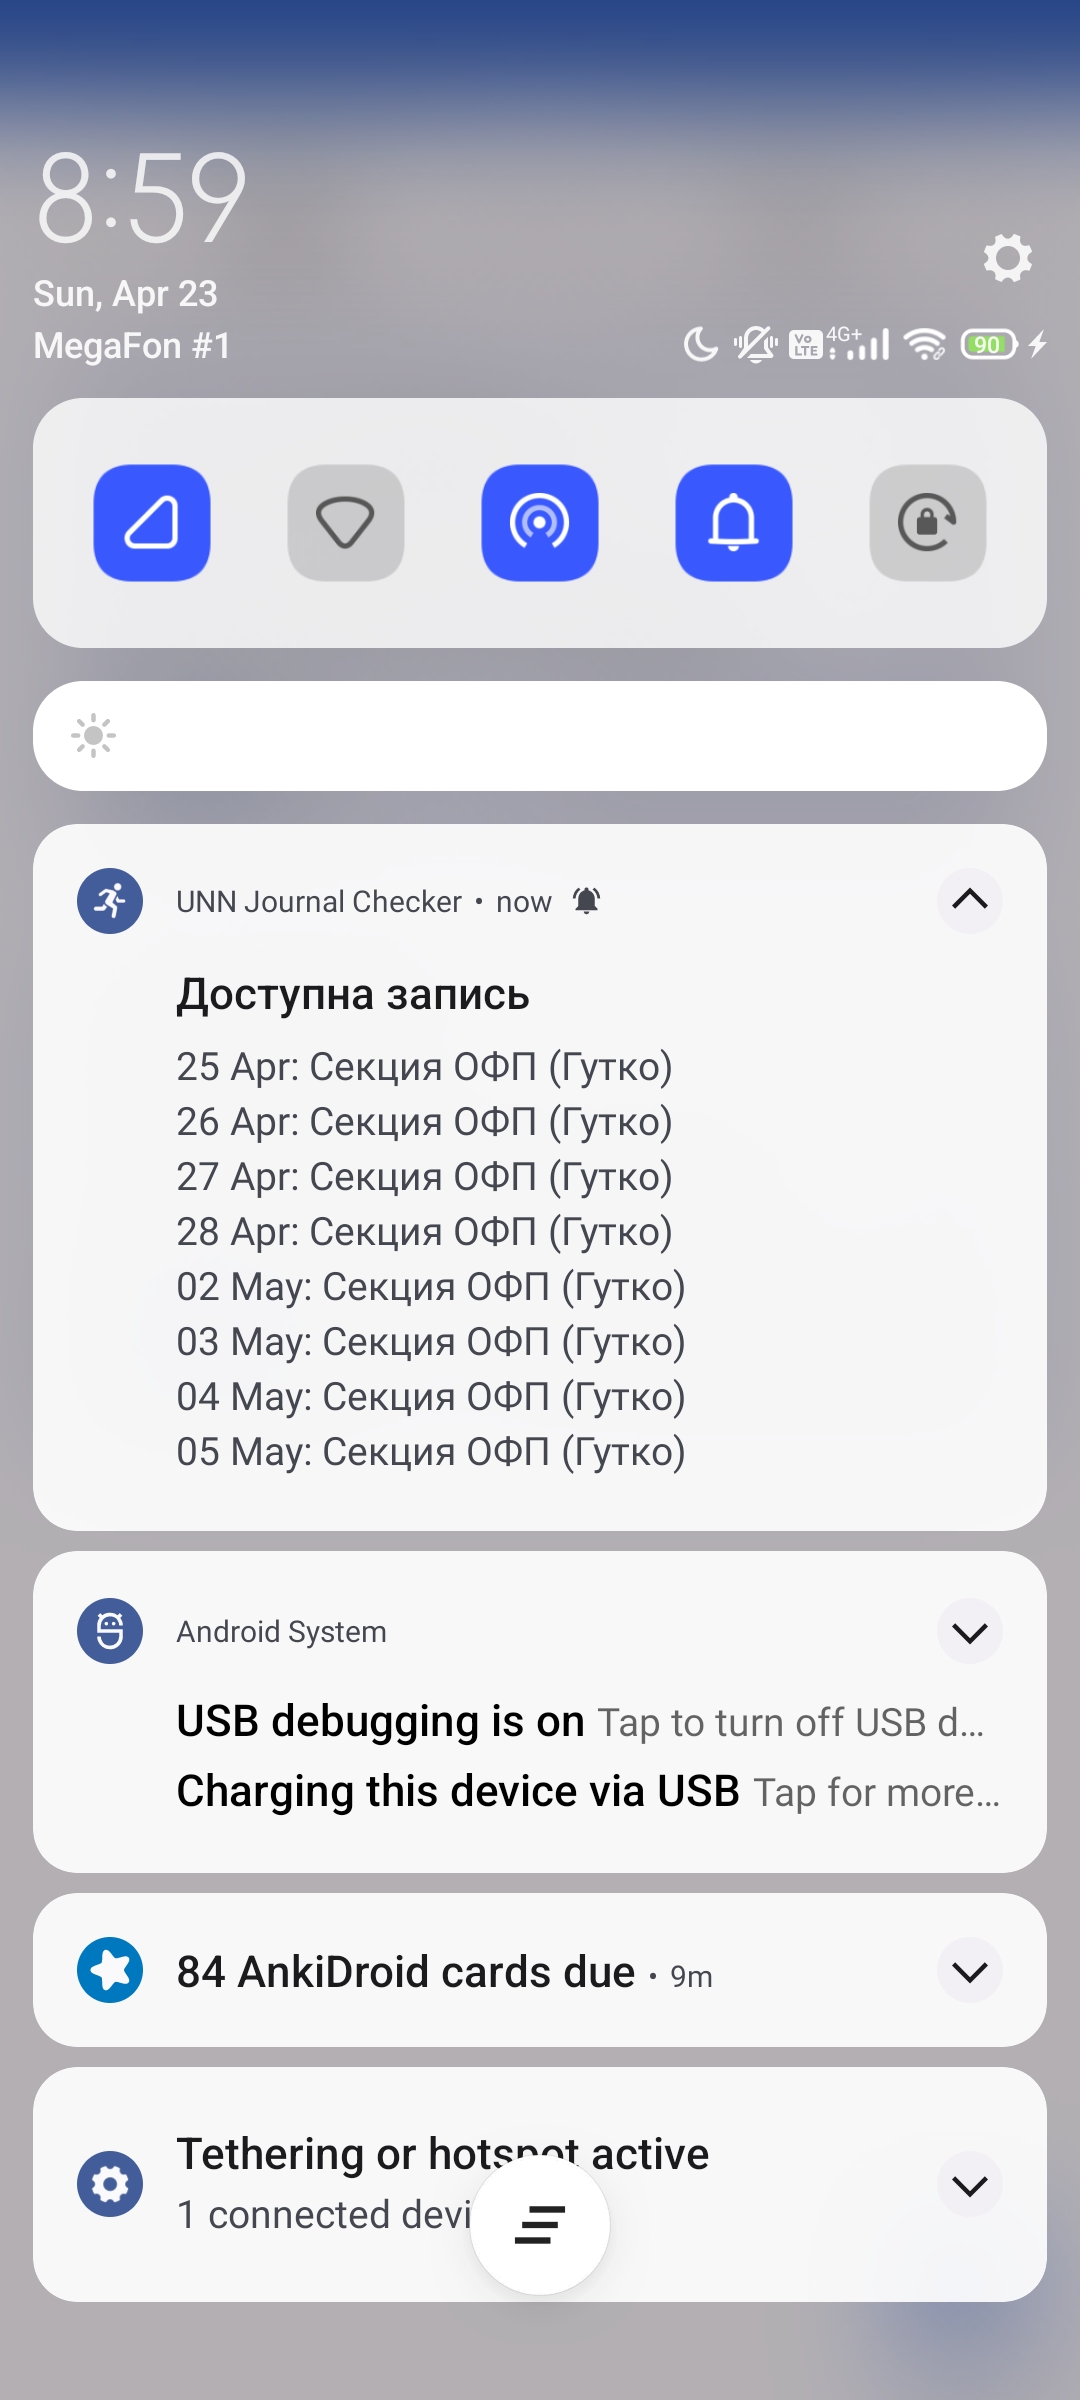 8:59
Sun, Apr 23
MegaFon #1
Vo LTE 4G+ 90
UNN Journal Checker • now
Доступна запись
25 Apr: Секция ОФП (Гутко)
26 Apr: Секция ОФП (Гутко)
27 Apr: Секция ОФП (Гутко)
28 Apr: Секция ОФП (Гутко)
02 May: Секция ОФП (Гутко)
03 May: Секция ОФП (Гутко)
04 May: Секция ОФП (Гутко)
05 May: Секция ОФП (Гутко)
Android System
USB debugging is on Tap to turn off USB d...
Charging this device via USB Tap for more...
84 AnkiDroid cards due • 9m
Tethering or hotspot active
1 connected devi